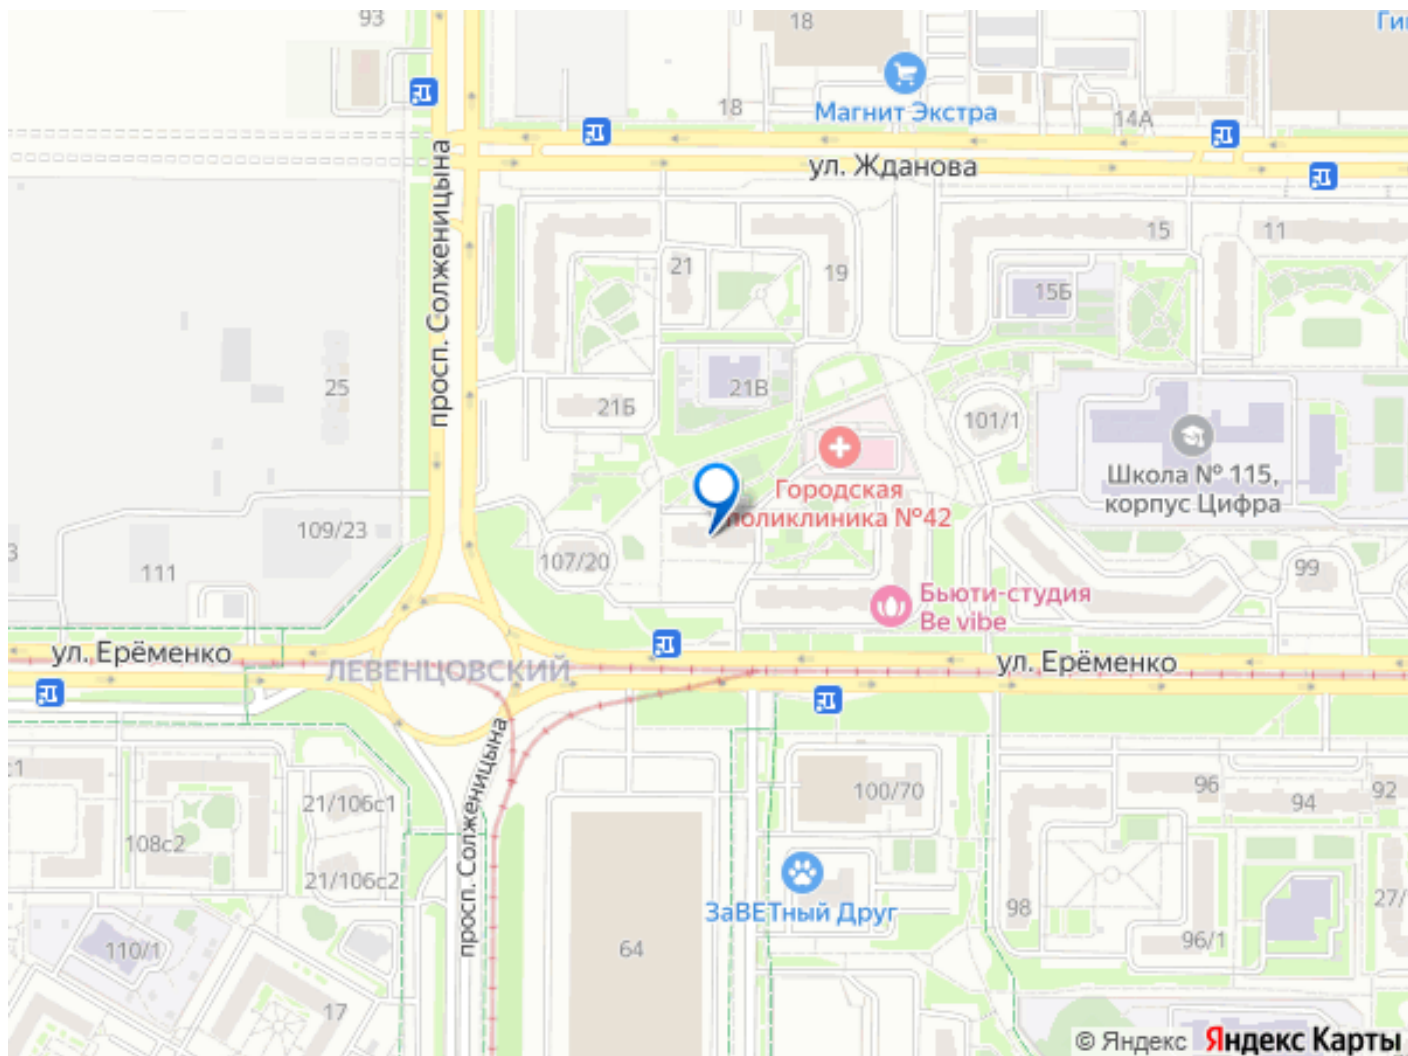 93
18
Ги
Магнит Экстра
18
14А
ул. Жданова
просп. Солженицына
15
11
21
19
15Б
25
21В
21Б
101/1
Школа № 115,
корпус Цифра
Городская
поликлиника №42
109/23
107/20
111
3
99
Бьюти-студия
Be vibe
ул. Ерёменко
ЛЕВЕНЦОВСКИЙ
ул. Ерёменко
просп. Солженицына
с1
21/106с1
108с2
21/106с2
100/70
96
94
92
ЗаВЕТный Друг
98
27/
96/1
110/1
64
17
© Яндекс Яндекс Карты